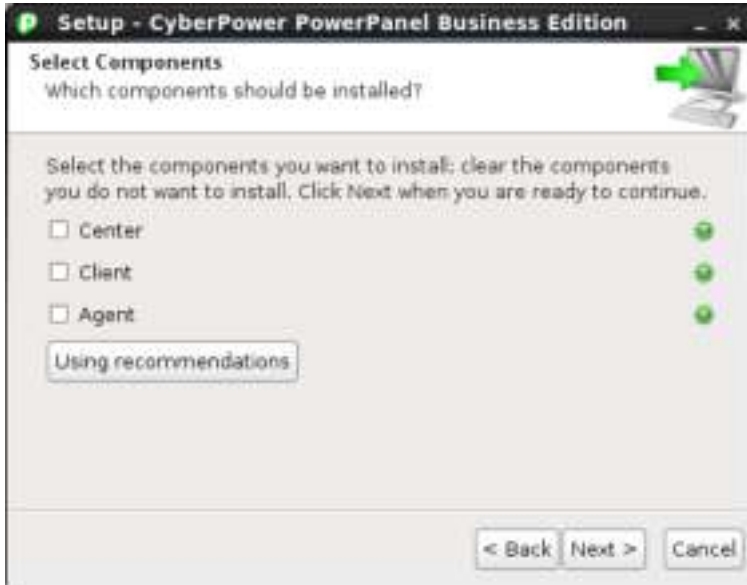 Setup - CyberPower PowerPanel Business Edition
Select Components
Which components should be installed?
Select the components you want to install; clear the components
you do not want to install. Click Next when you are ready to continue.
Center
Client
Agent
Using recommendations
< Back Next > Cancel